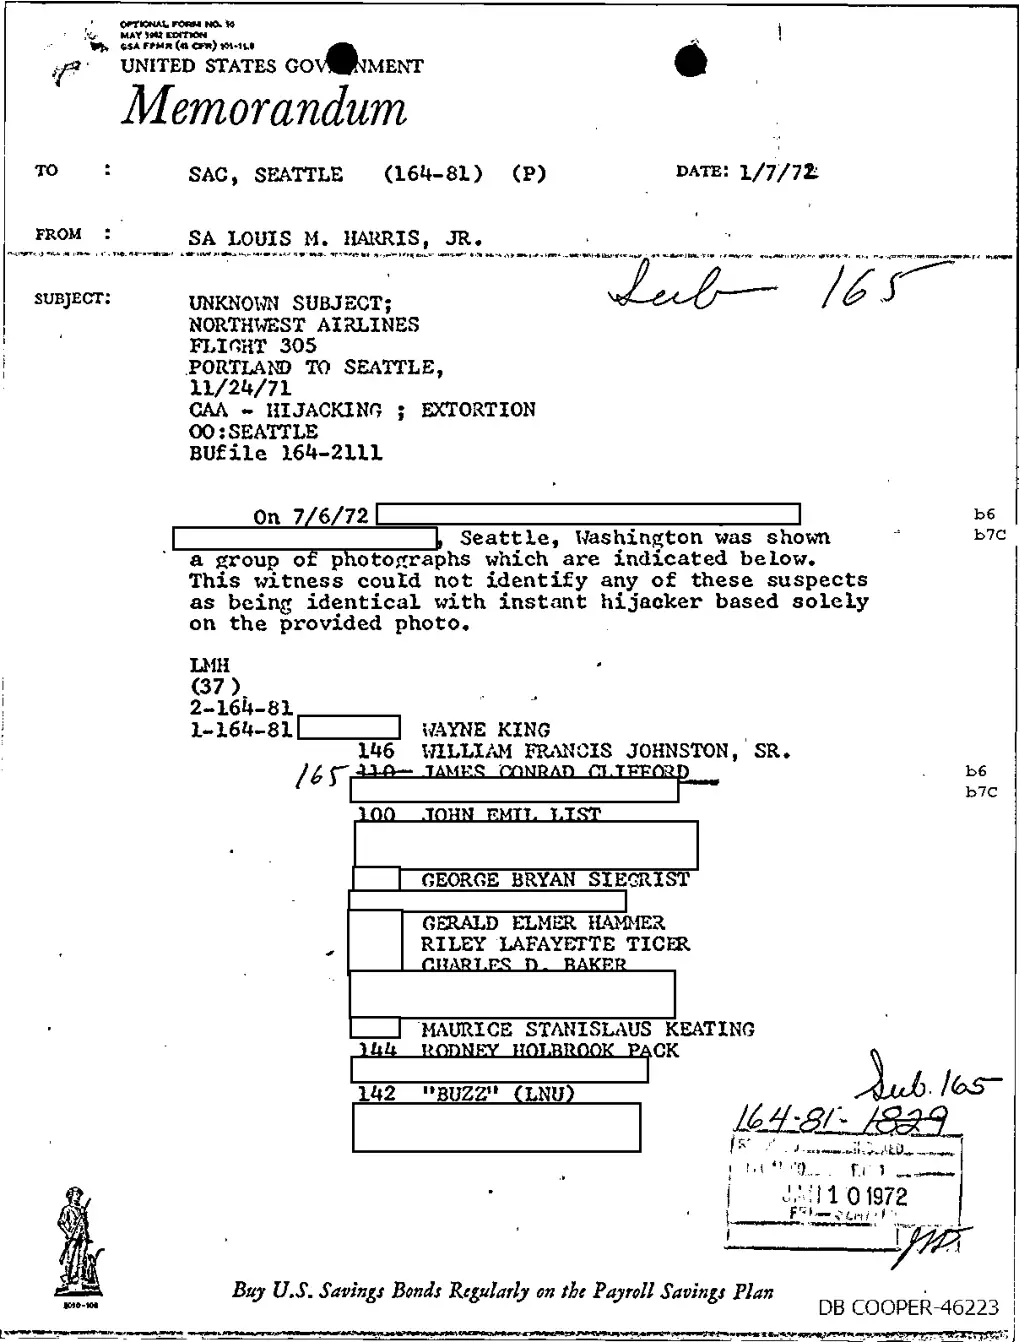 OPTIONAL FORM NO. 10
MAY 1962 EDITION
GSA FPMR (41 CFR) 101-11.6
UNITED STATES GOV NMENT
Memorandum
TO : SAC, SEATTLE (164-81) (P) DATE: 1/7/72
FROM : SA LOUIS M. HARRIS, JR.
Sub 165
SUBJECT: UNKNOWN SUBJECT;
NORTHWEST AIRLINES
FLIGHT 305
PORTLAND TO SEATTLE,
11/24/71
CAA - HIJACKING ; EXTORTION
OO:SEATTLE
BUfile 164-2111
On 7/6/72 b6
, Seattle, Washington was shown b7C
a group of photographs which are indicated below.
This witness could not identify any of these suspects
as being identical with instant hijacker based solely
on the provided photo.
LMH
(37)
2-164-81
1-164-81 WAYNE KING
146 WILLIAM FRANCIS JOHNSTON, SR.
165 110 JAMES CONRAD CLIFFORD b6
b7C
100 JOHN EMIL LIST
GEORGE BRYAN SIEGRIST
GERALD ELMER HAMMER
RILEY LAFAYETTE TICER
CHARLES D. BAKER
MAURICE STANISLAUS KEATING
144 RODNEY HOLBROOK PACK
142 "BUZZ" (LNU)
Sub. 165
164-81-1829
JAN 10 1972
Buy U.S. Savings Bonds Regularly on the Payroll Savings Plan
5010-108
DB COOPER-46223